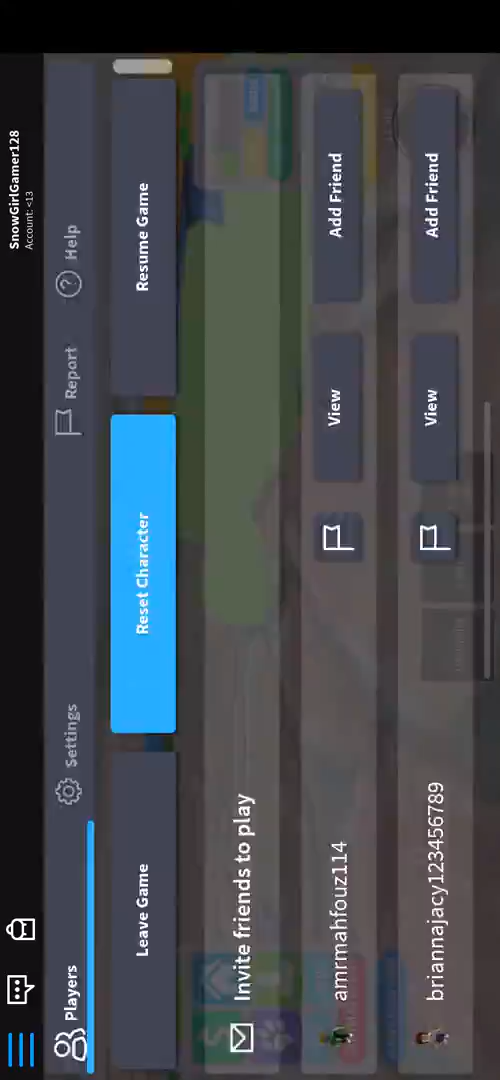 SnowGirlGamer128
Account: <13
Players
Settings
Report
Help
Leave Game
Reset Character
Resume Game
Invite friends to play
amrmahfouz114
View
Add Friend
briannajacy123456789
View
Add Friend